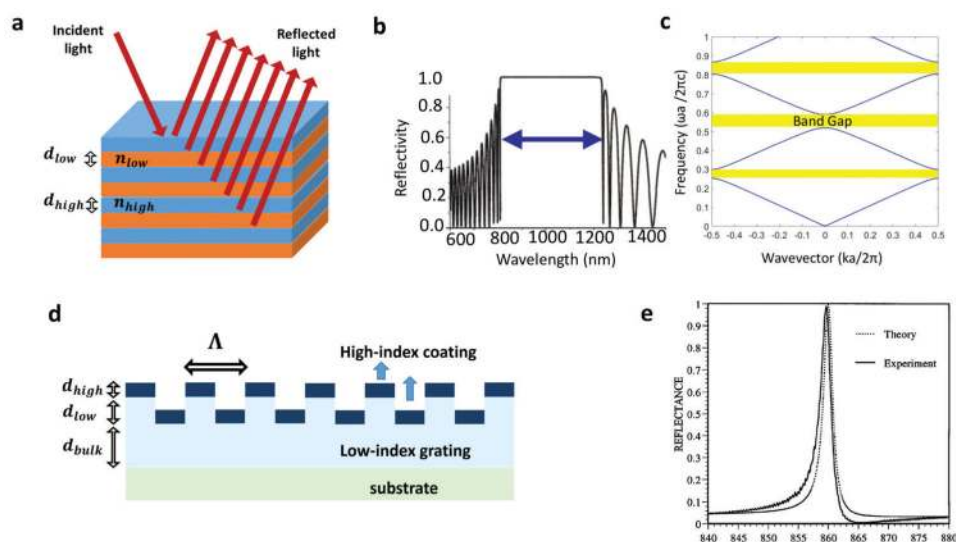 a
Incident
light
Reflected
light
d_low
n_low
d_high
n_high
b
Reflectivity
1.0
0.8
0.6
0.4
0.2
0.0
600 800 1000 1200 1400
Wavelength (nm)
c
Frequency (ωa /2πc)
1
0.9
0.8
0.7
0.6
0.5
0.4
0.3
0.2
0.1
0
Band Gap
-0.5 -0.4 -0.3 -0.2 -0.1 0 0.1 0.2 0.3 0.4 0.5
Wavevector (ka/2π)
d
Λ
High-index coating
d_high
d_low
d_bulk
Low-index grating
substrate
e
REFLECTANCE
1
0.9
0.8
0.7
0.6
0.5
0.4
0.3
0.2
0.1
0
Theory
Experiment
840 845 850 855 860 865 870 875 880